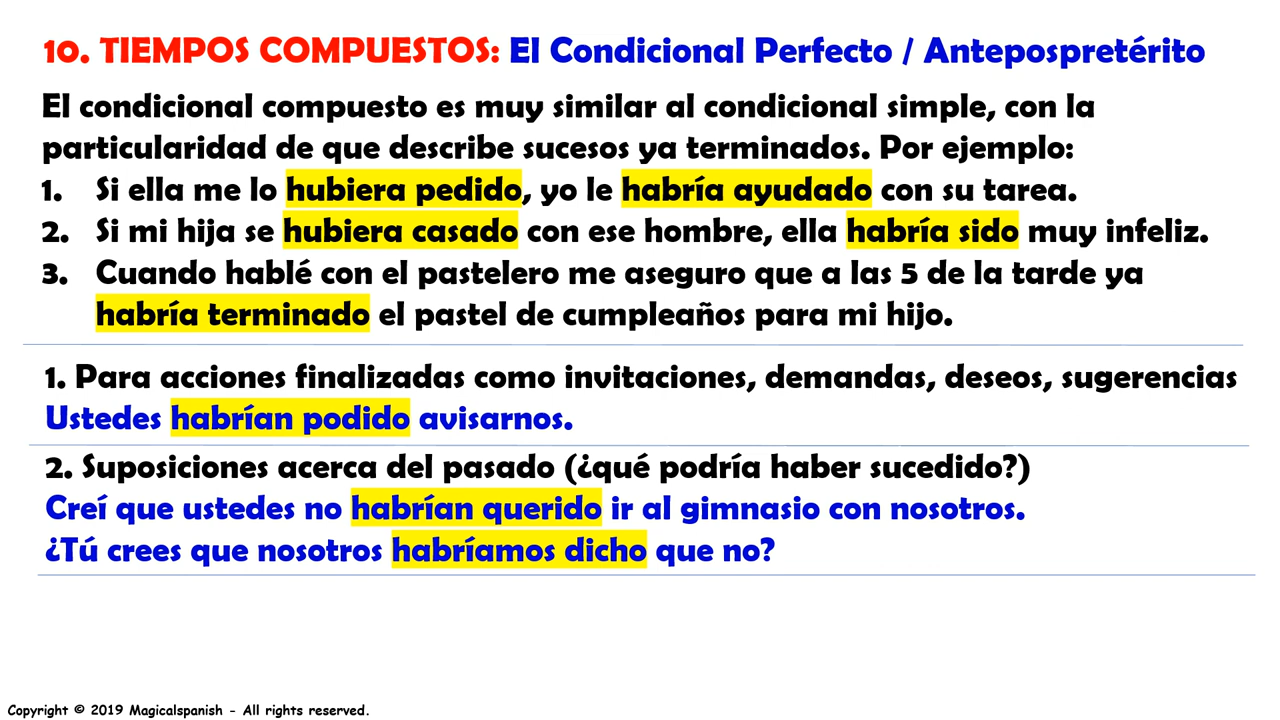 10. TIEMPOS COMPUESTOS: El Condicional Perfecto / Antepospretérito
El condicional compuesto es muy similar al condicional simple, con la
particularidad de que describe sucesos ya terminados. Por ejemplo:
1. Si ella me lo hubiera pedido, yo le habría ayudado con su tarea.
2. Si mi hija se hubiera casado con ese hombre, ella habría sido muy infeliz.
3. Cuando hablé con el pastelero me aseguro que a las 5 de la tarde ya
habría terminado el pastel de cumpleaños para mi hijo.
1. Para acciones finalizadas como invitaciones, demandas, deseos, sugerencias
Ustedes habrían podido avisarnos.
2. Suposiciones acerca del pasado (¿qué podría haber sucedido?)
Creí que ustedes no habrían querido ir al gimnasio con nosotros.
¿Tú crees que nosotros habríamos dicho que no?
Copyright © 2019 Magicalspanish - All rights reserved.